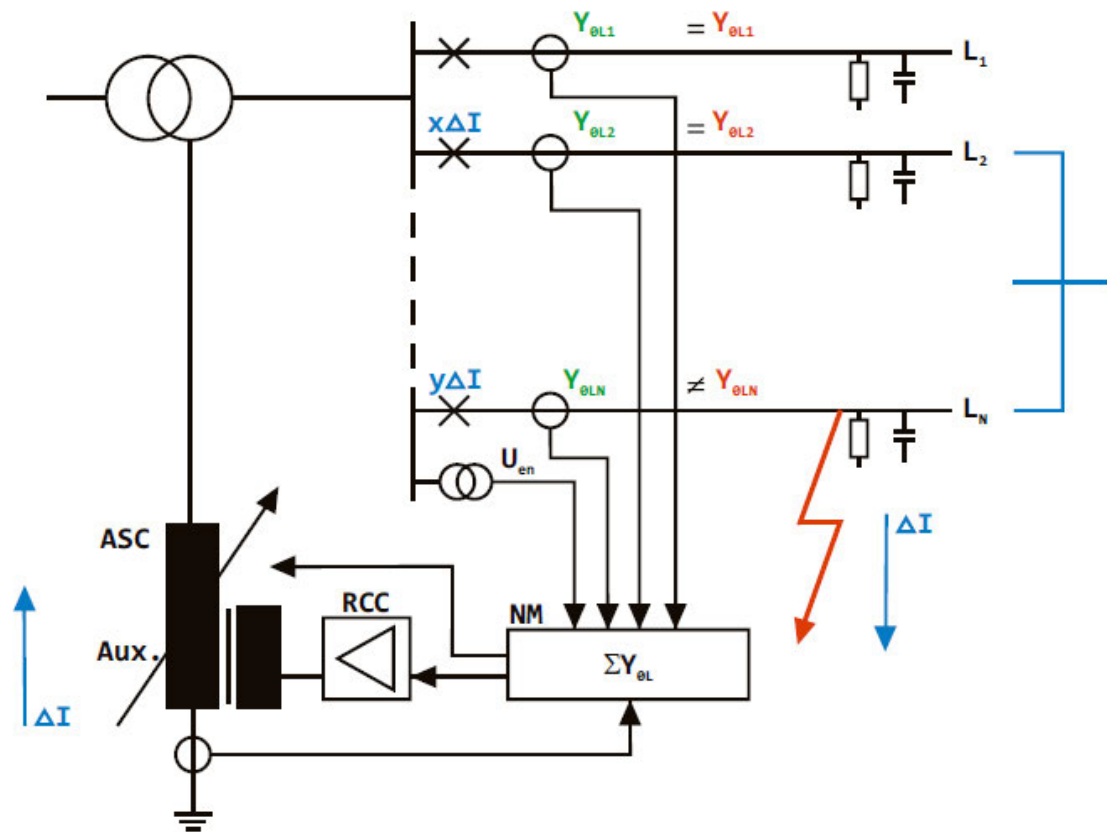 Y0L1 = Y0L1
L1
xΔI
Y0L2 = Y0L2
L2
yΔI
Y0LN ≠ Y0LN
LN
Uen
ASC
ΔI
RCC
NM
Aux.
ΣY0L
ΔI